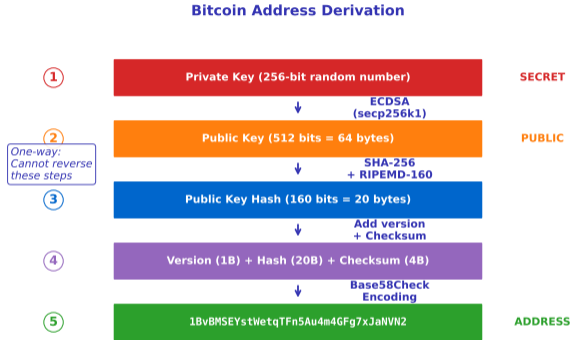 Bitcoin Address Derivation
1 Private Key (256-bit random number) SECRET
ECDSA
(secp256k1)
2 Public Key (512 bits = 64 bytes) PUBLIC
One-way:
Cannot reverse
these steps
SHA-256
+ RIPEMD-160
3 Public Key Hash (160 bits = 20 bytes)
Add version
+ Checksum
4 Version (1B) + Hash (20B) + Checksum (4B)
Base58Check
Encoding
5 1BvBMSEYstWetqTFn5Au4m4GFg7xJaNVN2 ADDRESS